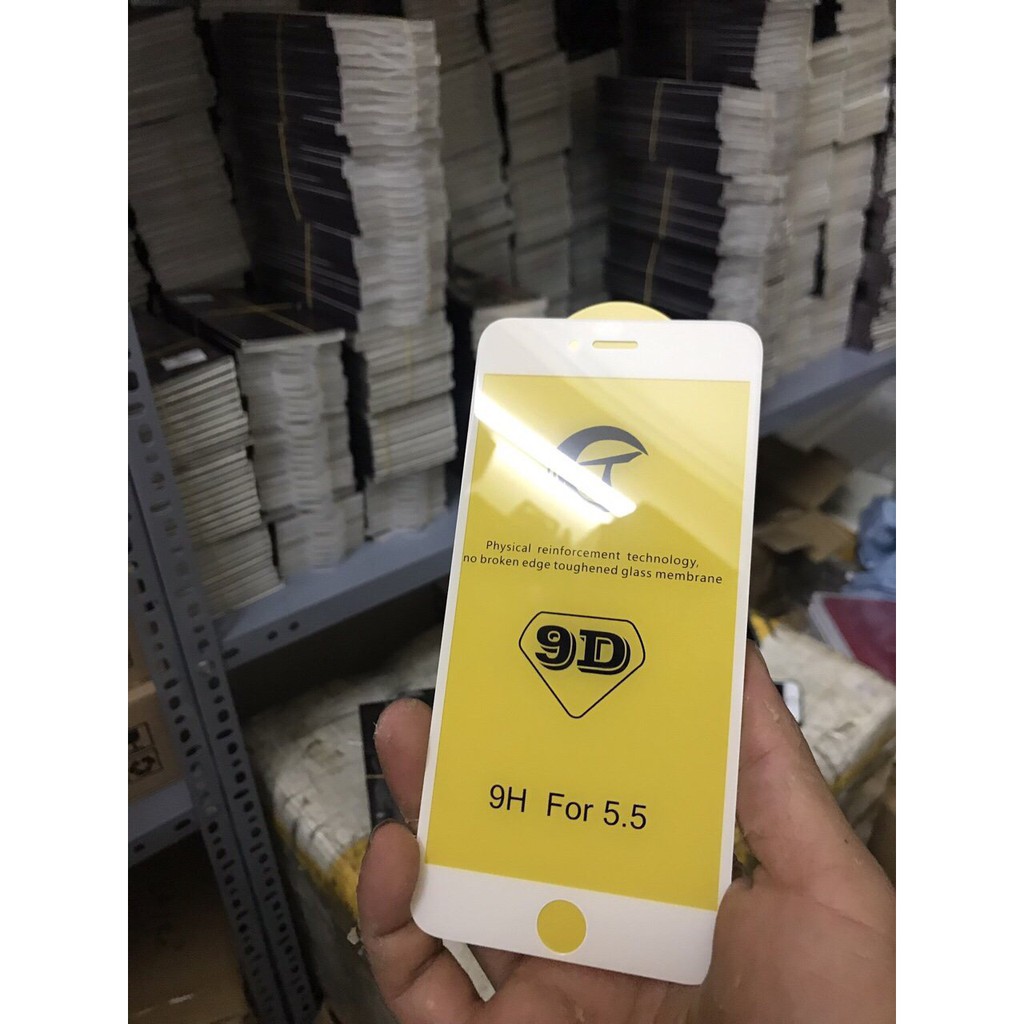 Physical reinforcement technology,
no broken edge toughened glass membrane
9D
9H For 5.5